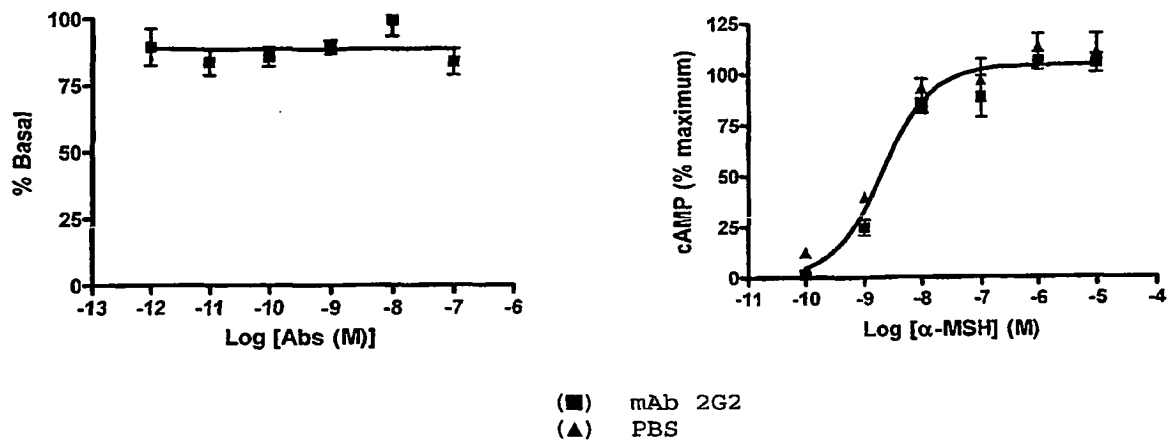 100
75
50
25
0
% Basal
-13 -12 -11 -10 -9 -8 -7 -6
Log [Abs (M)]
125
100
75
50
25
0
cAMP (% maximum)
-11 -10 -9 -8 -7 -6 -5 -4
Log [α-MSH] (M)
(■) mAb 2G2
(▲) PBS